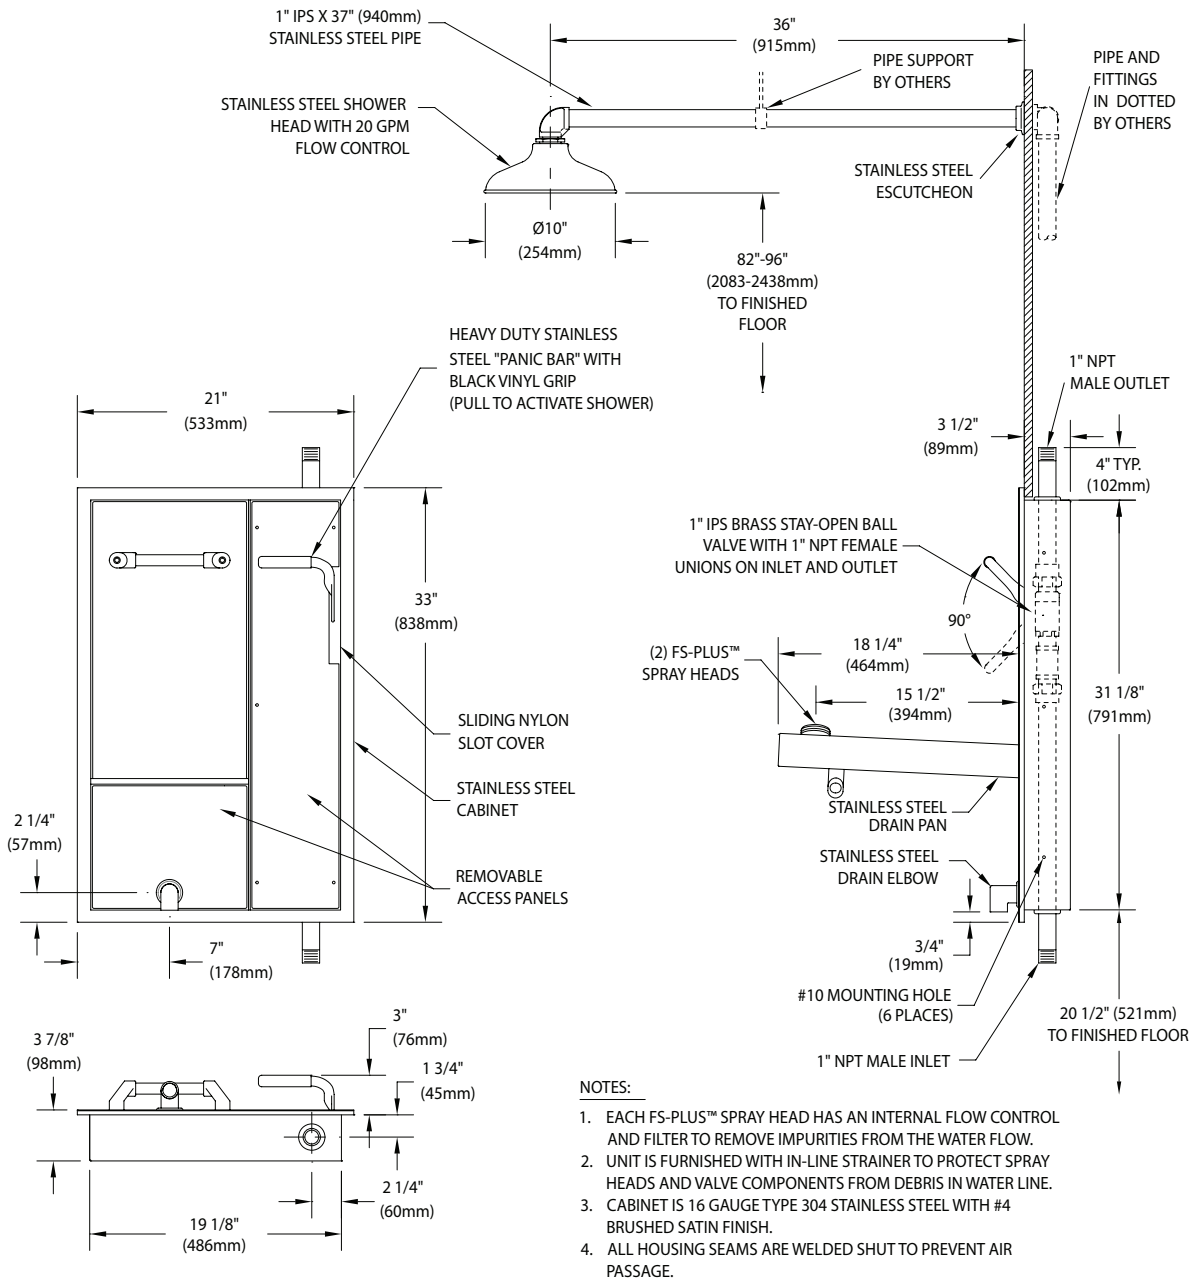 1" IPS X 37" (940mm)
STAINLESS STEEL PIPE
36"
(915mm)
PIPE SUPPORT
BY OTHERS
PIPE AND
FITTINGS
IN DOTTED
BY OTHERS
STAINLESS STEEL SHOWER
HEAD WITH 20 GPM
FLOW CONTROL
STAINLESS STEEL
ESCUTCHEON
Ø10"
(254mm)
82"-96"
(2083-2438mm)
TO FINISHED
FLOOR
HEAVY DUTY STAINLESS
STEEL "PANIC BAR" WITH
BLACK VINYL GRIP
(PULL TO ACTIVATE SHOWER)
1" NPT
MALE OUTLET
21"
(533mm)
3 1/2"
(89mm)
4" TYP.
(102mm)
1" IPS BRASS STAY-OPEN BALL
VALVE WITH 1" NPT FEMALE
UNIONS ON INLET AND OUTLET
33"
(838mm)
90°
(2) FS-PLUS™
SPRAY HEADS
18 1/4"
(464mm)
15 1/2"
(394mm)
31 1/8"
(791mm)
SLIDING NYLON
SLOT COVER
STAINLESS STEEL
CABINET
2 1/4"
(57mm)
STAINLESS STEEL
DRAIN PAN
STAINLESS STEEL
DRAIN ELBOW
REMOVABLE
ACCESS PANELS
7"
(178mm)
3/4"
(19mm)
#10 MOUNTING HOLE
(6 PLACES)
20 1/2" (521mm)
TO FINISHED FLOOR
1" NPT MALE INLET
3 7/8"
(98mm)
3"
(76mm)
1 3/4"
(45mm)
2 1/4"
(60mm)
19 1/8"
(486mm)
NOTES:
1. EACH FS-PLUS™ SPRAY HEAD HAS AN INTERNAL FLOW CONTROL
AND FILTER TO REMOVE IMPURITIES FROM THE WATER FLOW.
2. UNIT IS FURNISHED WITH IN-LINE STRAINER TO PROTECT SPRAY
HEADS AND VALVE COMPONENTS FROM DEBRIS IN WATER LINE.
3. CABINET IS 16 GAUGE TYPE 304 STAINLESS STEEL WITH #4
BRUSHED SATIN FINISH.
4. ALL HOUSING SEAMS ARE WELDED SHUT TO PREVENT AIR
PASSAGE.